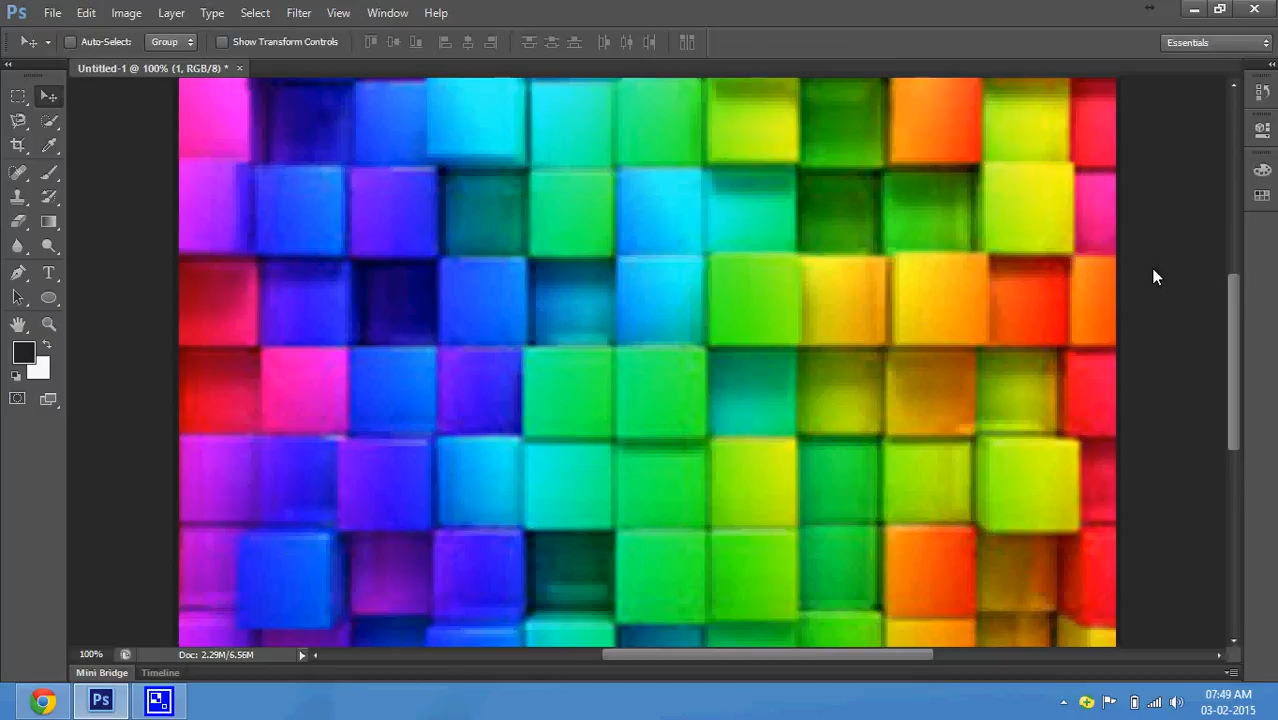 Ps File Edit Image Layer Type Select Filter View Window Help
Auto-Select: Group Show Transform Controls Essentials
Untitled-1 @ 100% (1, RGB/8) * ×
T
100% Doc: 2.29M/6.56M
Mini Bridge Timeline
Ps 07:49 AM
03-02-2015